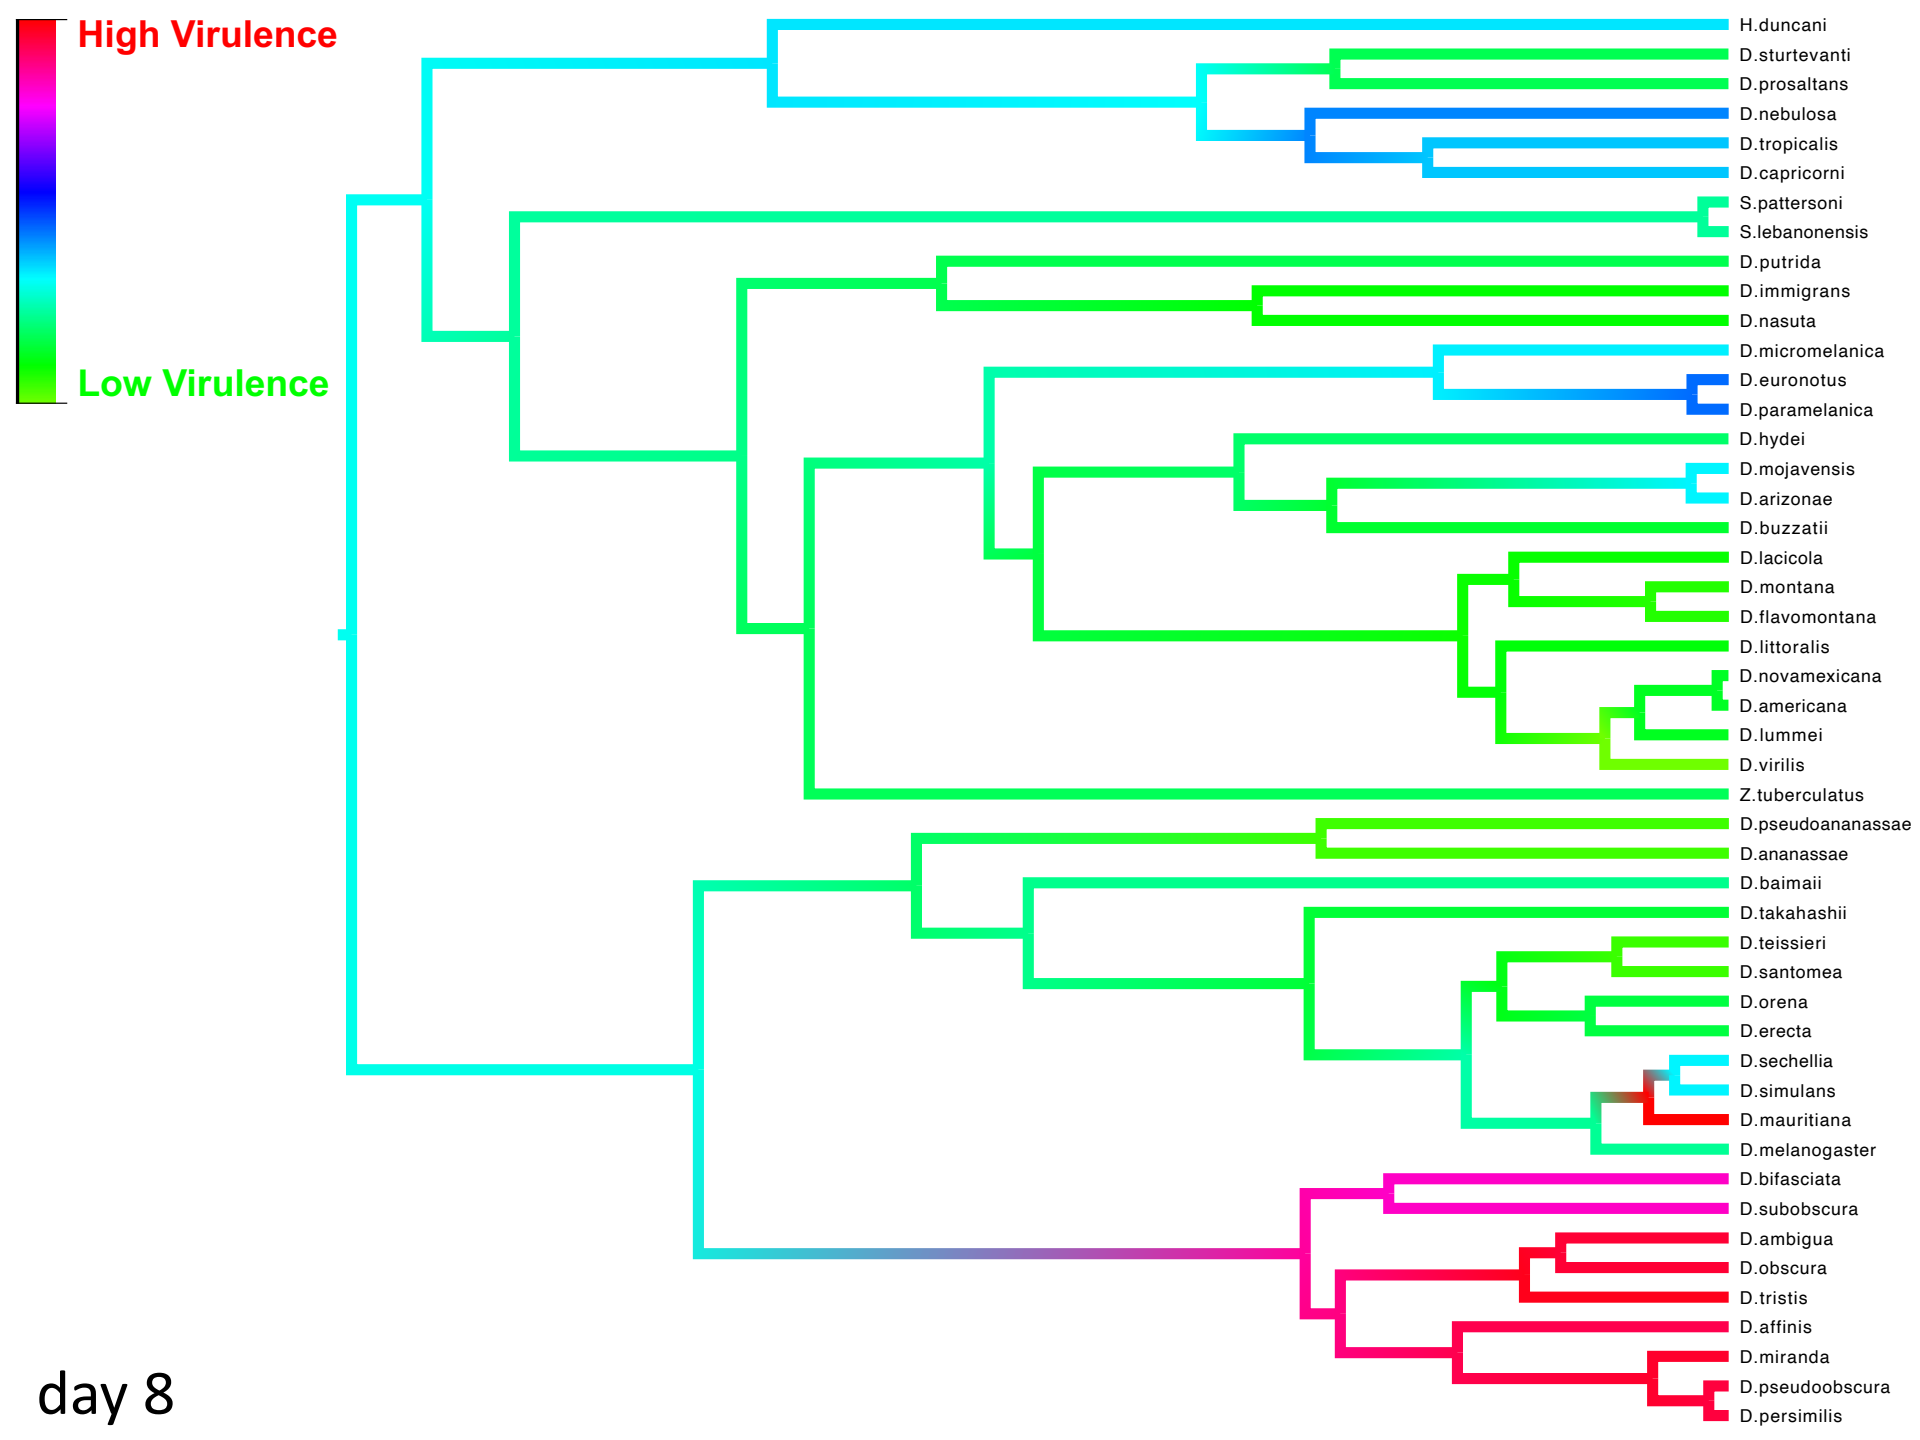 High Virulence
Low Virulence
H.duncani
D.sturtevanti
D.prosaltans
D.nebulosa
D.tropicalis
D.capricorni
S.pattersoni
S.lebanonensis
D.putrida
D.immigrans
D.nasuta
D.micromelanica
D.euronotus
D.paramelanica
D.hydei
D.mojavensis
D.arizonae
D.buzzatii
D.lacicola
D.montana
D.flavomontana
D.littoralis
D.novamexicana
D.americana
D.lummei
D.virilis
Z.tuberculatus
D.pseudoananassae
D.ananassae
D.baimaii
D.takahashii
D.teissieri
D.santomea
D.orena
D.erecta
D.sechellia
D.simulans
D.mauritiana
D.melanogaster
D.bifasciata
D.subobscura
D.ambigua
D.obscura
D.tristis
D.affinis
D.miranda
D.pseudoobscura
D.persimilis
day 8